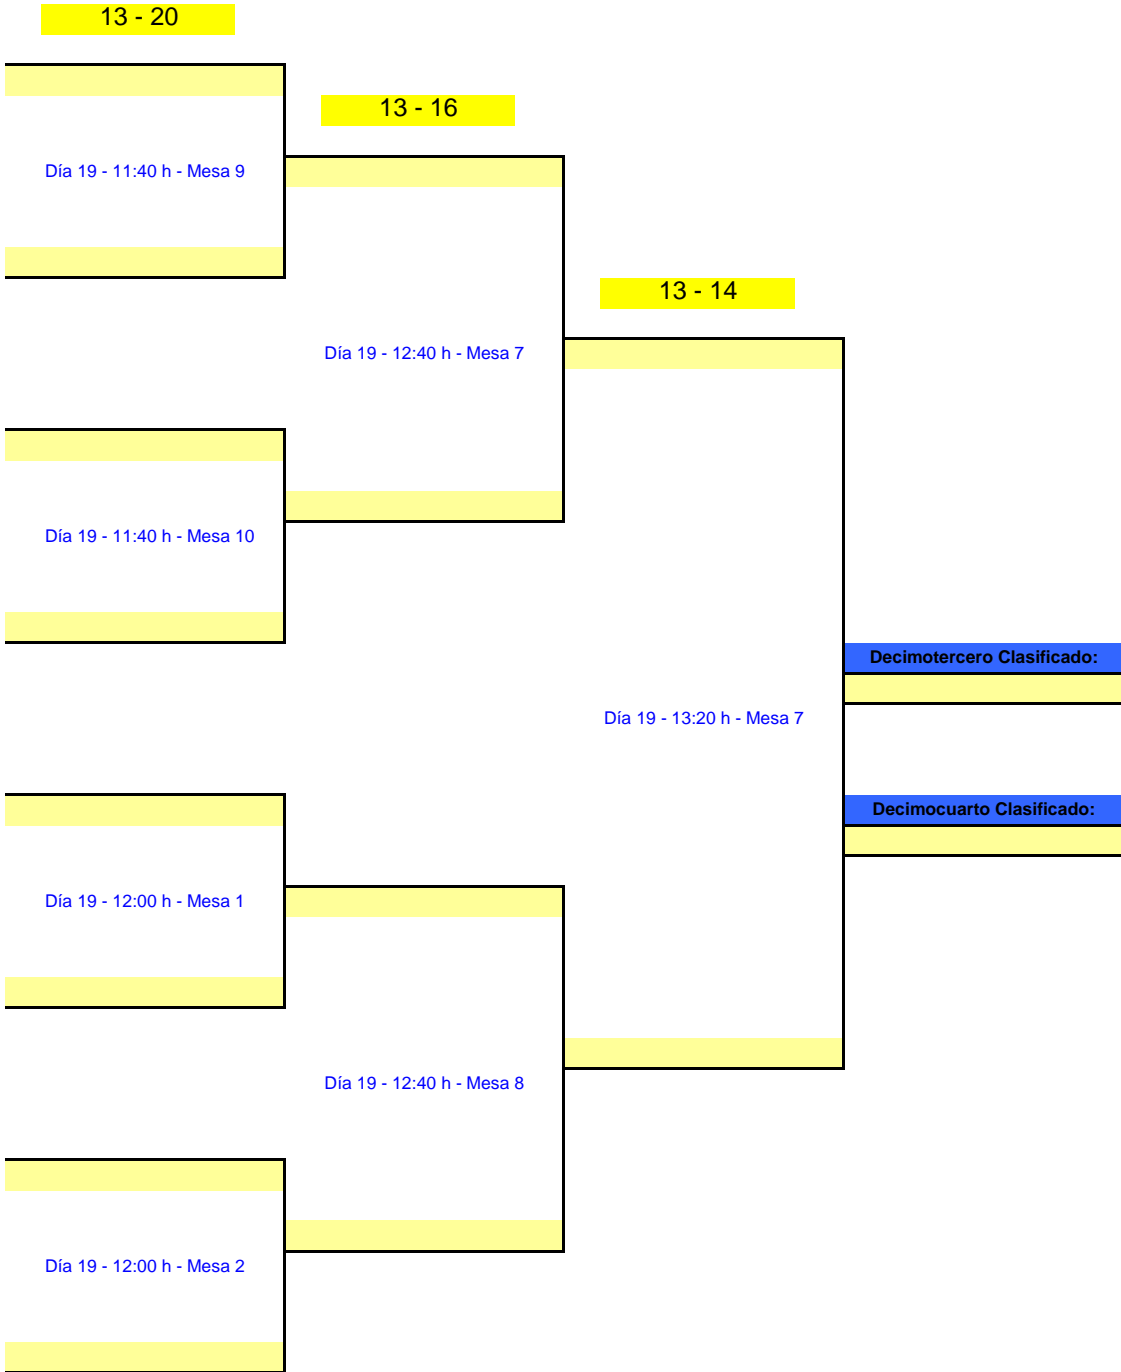 13 - 20
13 - 16
Día 19 - 11:40 h - Mesa 9
13 - 14
Día 19 - 12:40 h - Mesa 7
Día 19 - 11:40 h - Mesa 10
Decimotercero Clasificado:
Día 19 - 13:20 h - Mesa 7
Decimocuarto Clasificado:
Día 19 - 12:00 h - Mesa 1
Día 19 - 12:40 h - Mesa 8
Día 19 - 12:00 h - Mesa 2